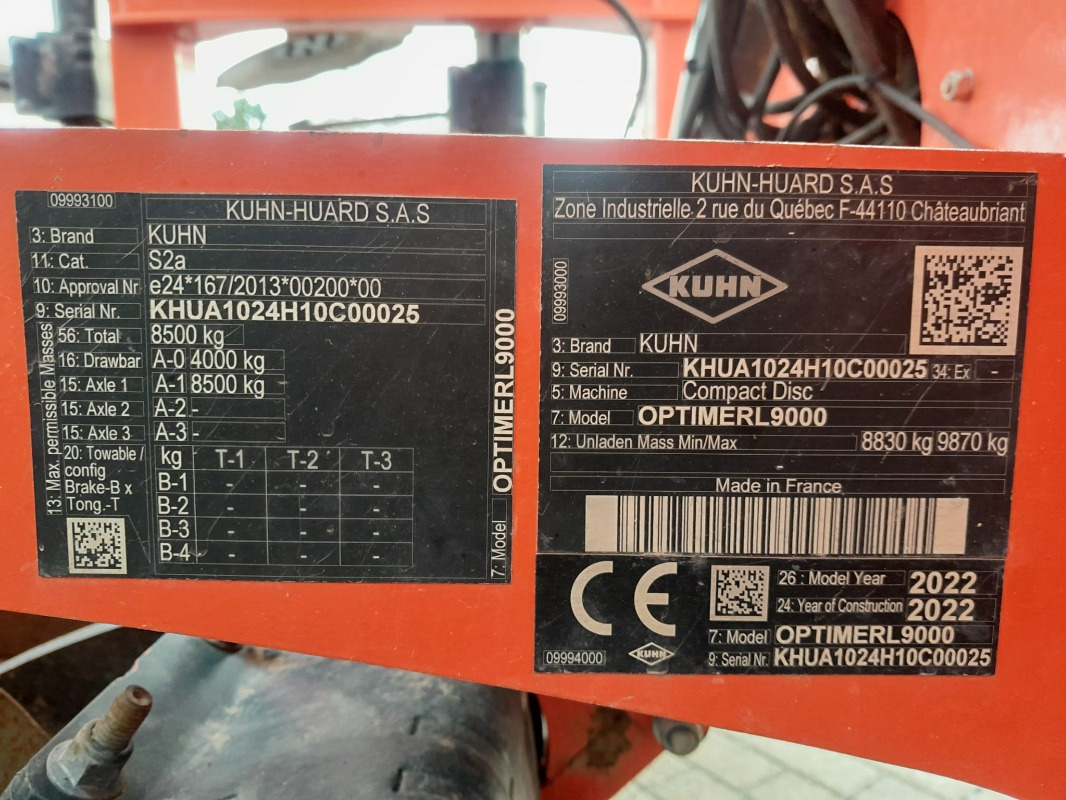 09993100
KUHN-HUARD S.A.S
3: Brand KUHN
11: Cat. S2a
10: Approval Nr e24*167/2013*00200*00
9: Serial Nr. KHUA1024H10C00025
13: Max. permissible Masses
56: Total 8500 kg
16: Drawbar A-0 4000 kg
15: Axle 1 A-1 8500 kg
15: Axle 2 A-2 -
15: Axle 3 A-3 -
20: Towable / config Brake-B x Tong.-T
kg T-1 T-2 T-3
B-1 - - -
B-2 - - -
B-3 - - -
B-4 - - -
7: Model OPTIMERL9000
KUHN-HUARD S.A.S
Zone Industrielle 2 rue du Québec F-44110 Châteaubriant
09993000
KUHN
3: Brand KUHN
9: Serial Nr. KHUA1024H10C00025 34: Ex -
5: Machine Compact Disc
7: Model OPTIMERL9000
12: Unladen Mass Min/Max 8830 kg 9870 kg
-
Made in France
CE
26 : Model Year 2022
24: Year of Construction 2022
7: Model OPTIMERL9000
09994000 KUHN 9: Serial Nr. KHUA1024H10C00025